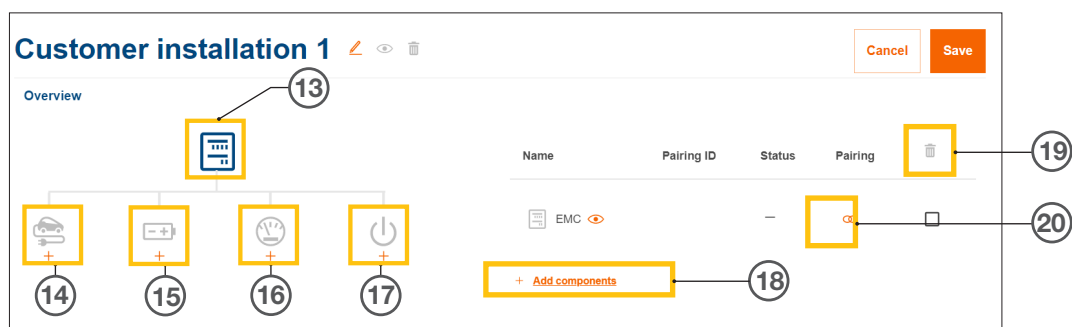 Customer installation 1
Cancel
Save
Overview
13
Name Pairing ID Status Pairing
19
EMC
–
20
+ + + +
+ Add components
18
14 15 16 17